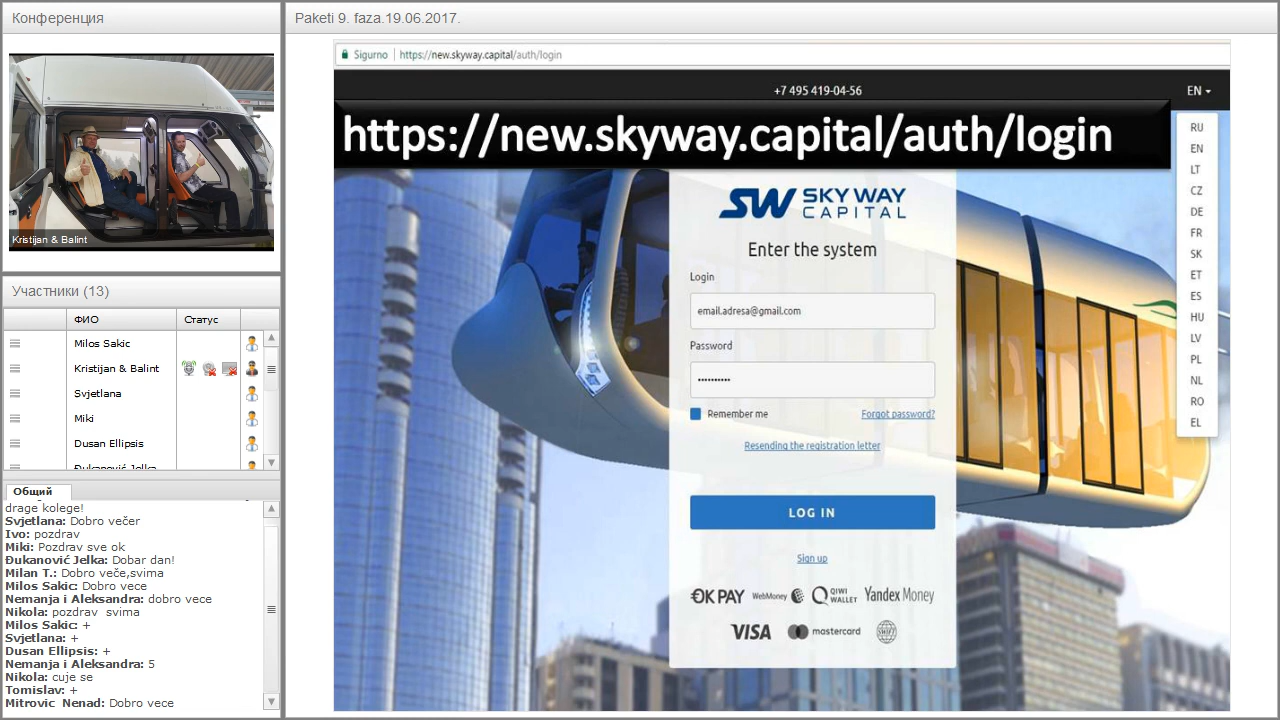 Конференция
Kristijan & Balint
Участники (13)
ФИО
Статус
Milos Sakic
Kristijan & Balint
Svjetlana
Miki
Dusan Ellipsis
Đukanović Jelka
Общий
drage kolege!
Svjetlana: Dobro večer
Ivo: pozdrav
Miki: Pozdrav sve ok
Đukanović Jelka: Dobar dan!
Milan T.: Dobro veče,svima
Milos Sakic: Dobro vece
Nemanja i Aleksandra: dobro vece
Nikola: pozdrav svima
Milos Sakic: +
Svjetlana: +
Dusan Ellipsis: +
Nemanja i Aleksandra: 5
Nikola: cuje se
Tomislav: +
Mitrovic Nenad: Dobro vece
Paketi 9. faza.19.06.2017.
Sigurno
https://new.skyway.capital/auth/login
+7 495 419-04-56
EN
https://new.skyway.capital/auth/login
RU
EN
LT
CZ
DE
FR
SK
ET
ES
HU
LV
PL
NL
RO
EL
SW SKY WAY
CAPITAL
Enter the system
Login
email.adresa@gmail.com
Password
••••••••••
Remember me
Forgot password?
Resending the registration letter
LOG IN
Sign up
OKPAY WebMoney QIWI WALLET Yandex Money
VISA mastercard SWIFT